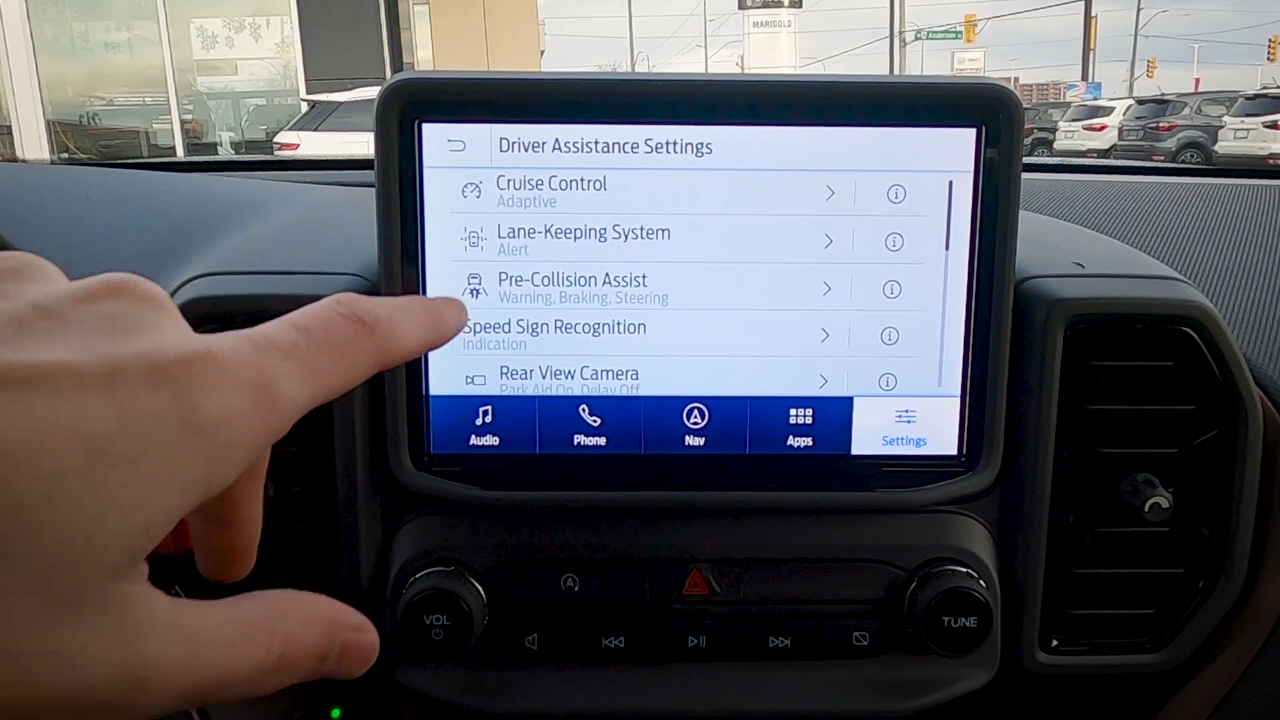 MARIGOLD
Anderson
Driver Assistance Settings
Cruise Control
Adaptive
Lane-Keeping System
Alert
Pre-Collision Assist
Warning, Braking, Steering
Speed Sign Recognition
Indication
Rear View Camera
Park Aid On, Delay Off
Audio
Phone
Nav
Apps
Settings
VOL
TUNE